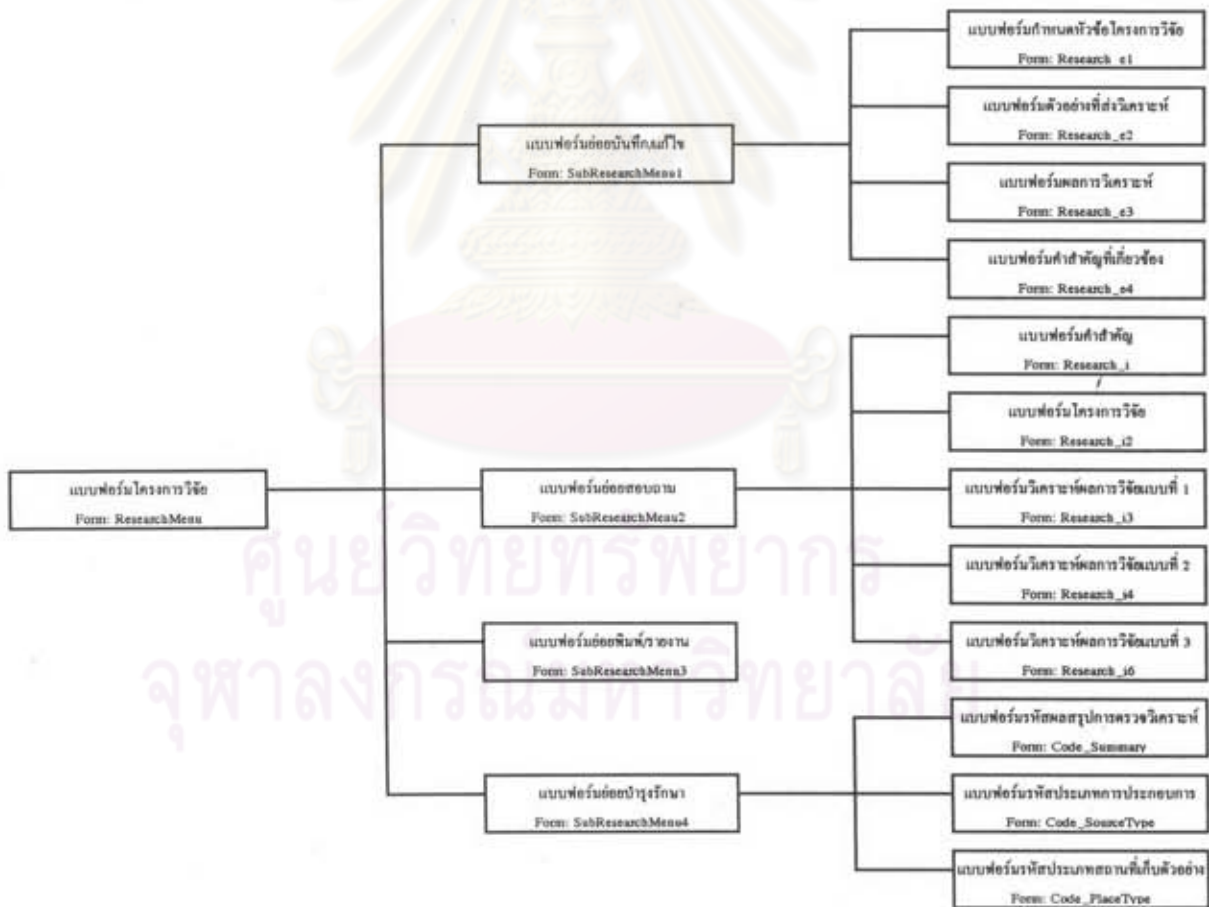 แบบฟอร์มกำหนดหัวข้อโครงการวิจัย
Form: Research_e1
แบบฟอร์มตัวอย่างที่ส่งวิเคราะห์
Form: Research_e2
แบบฟอร์มย่อยบันทึก/แก้ไข
Form: SubResearchMenu1
แบบฟอร์มผลการวิเคราะห์
Form: Research_e3
แบบฟอร์มคำสำคัญที่เกี่ยวข้อง
Form: Research_e4
แบบฟอร์มคำสำคัญ
Form: Research_i
แบบฟอร์มโครงการวิจัย
Form: Research_i2
แบบฟอร์มโครงการวิจัย
Form: ResearchMenu
แบบฟอร์มย่อยสอบถาม
Form: SubResearchMenu2
แบบฟอร์มวิเคราะห์ผลการวิจัยแบบที่ 1
Form: Research_i3
แบบฟอร์มวิเคราะห์ผลการวิจัยแบบที่ 2
Form: Research_i4
แบบฟอร์มย่อยพิมพ์/รายงาน
Form: SubResearchMenu3
แบบฟอร์มวิเคราะห์ผลการวิจัยแบบที่ 3
Form: Research_i6
แบบฟอร์มรหัสผลสรุปการตรวจวิเคราะห์
Form: Code_Summary
แบบฟอร์มย่อยบำรุงรักษา
Form: SubResearchMenu4
แบบฟอร์มรหัสประเภทการประกอบการ
Form: Code_SourceType
แบบฟอร์มรหัสประเภทสถานที่เก็บตัวอย่าง
Form: Code_PlaceType
ศูนย์วิทยทรัพยากร
จุฬาลงกรณ์มหาวิทยาลัย